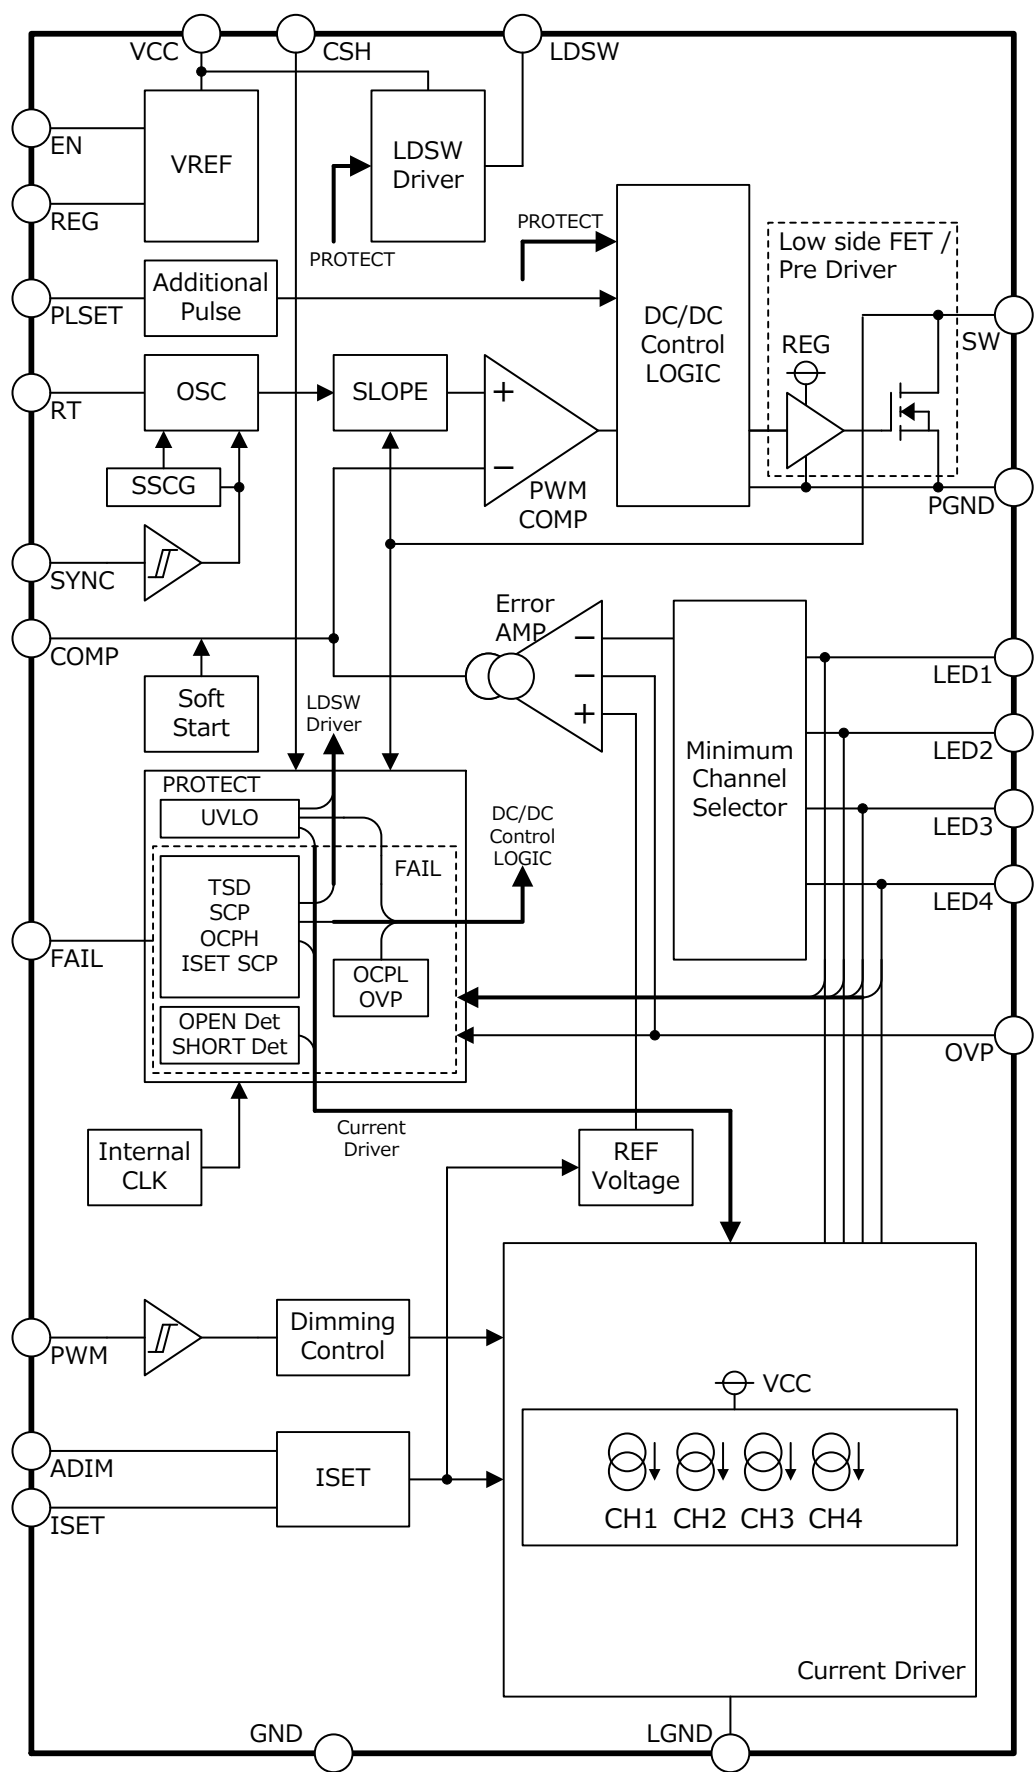 VCC
CSH
LDSW
EN
REG
VREF
LDSW
Driver
PROTECT
PROTECT
PLSET
Additional
Pulse
DC/DC
Control
LOGIC
Low side FET /
Pre Driver
REG
SW
RT
OSC
SLOPE
+
−
PWM
COMP
SSCG
PGND
SYNC
COMP
Soft
Start
Error
AMP
−
−
+
Minimum
Channel
Selector
LED1
LED2
LED3
LED4
LDSW
Driver
PROTECT
UVLO
FAIL
DC/DC
Control
LOGIC
TSD
SCP
OCPH
ISET SCP
FAIL
OCPL
OVP
OPEN Det
SHORT Det
OVP
Internal
CLK
Current
Driver
REF
Voltage
PWM
Dimming
Control
VCC
ADIM
ISET
ISET
CH1 CH2 CH3 CH4
Current Driver
GND
LGND